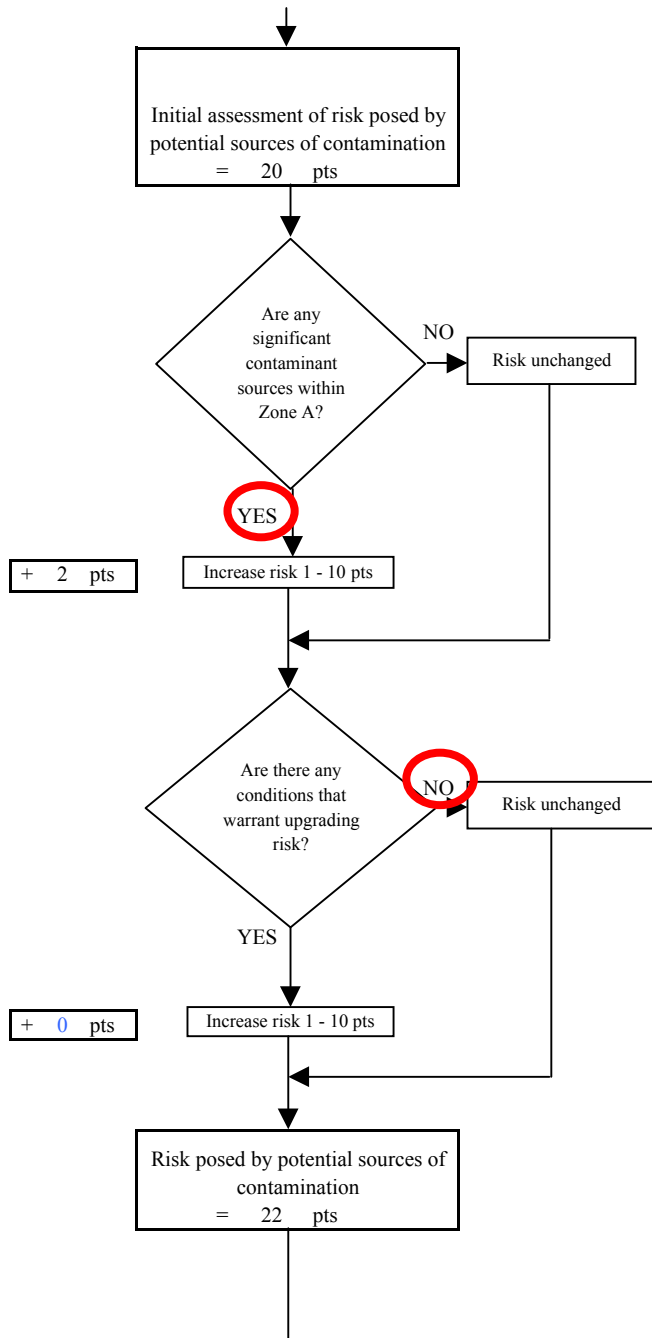 Initial assessment of risk posed by
potential sources of contamination
= 20 pts
Are any
significant
contaminant
sources within
Zone A?
NO
Risk unchanged
YES
+ 2 pts
Increase risk 1 - 10 pts
Are there any
conditions that
warrant upgrading
risk?
NO
Risk unchanged
YES
+ 0 pts
Increase risk 1 - 10 pts
Risk posed by potential sources of
contamination
= 22 pts